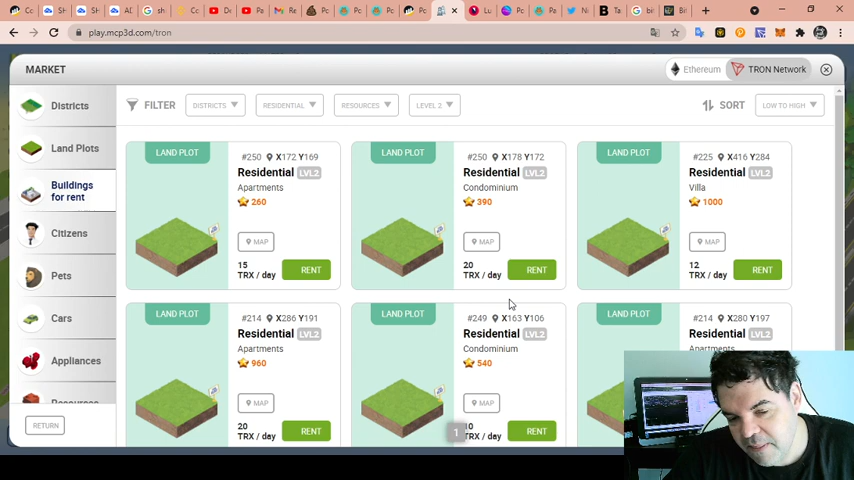 play.mcp3d.com/tron
MARKET
Ethereum
TRON Network
Districts
Land Plots
Buildings
for rent
Citizens
Pets
Cars
Appliances
RETURN
FILTER
DISTRICTS
RESIDENTIAL
RESOURCES
LEVEL 2
SORT
LOW TO HIGH
LAND PLOT
#250 X172 Y169
Residential LVL2
Apartments
260
MAP
15
TRX / day
RENT
LAND PLOT
#250 X178 Y172
Residential LVL2
Condominium
390
MAP
20
TRX / day
RENT
LAND PLOT
#225 X416 Y284
Residential LVL2
Villa
1000
MAP
12
TRX / day
RENT
LAND PLOT
#214 X286 Y191
Residential LVL2
Apartments
960
MAP
20
TRX / day
RENT
LAND PLOT
#249 X163 Y106
Residential LVL2
Condominium
540
MAP
TRX / day
RENT
1
LAND PLOT
#214 X280 Y197
Residential LVL2